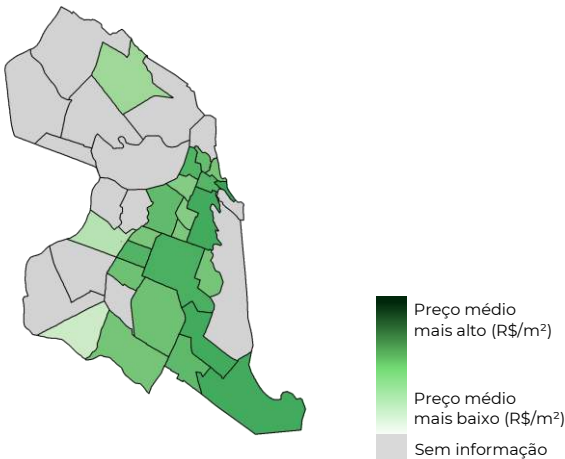 Preço médio
mais alto (R$/m²)
Preço médio
mais baixo (R$/m²)
Sem informação